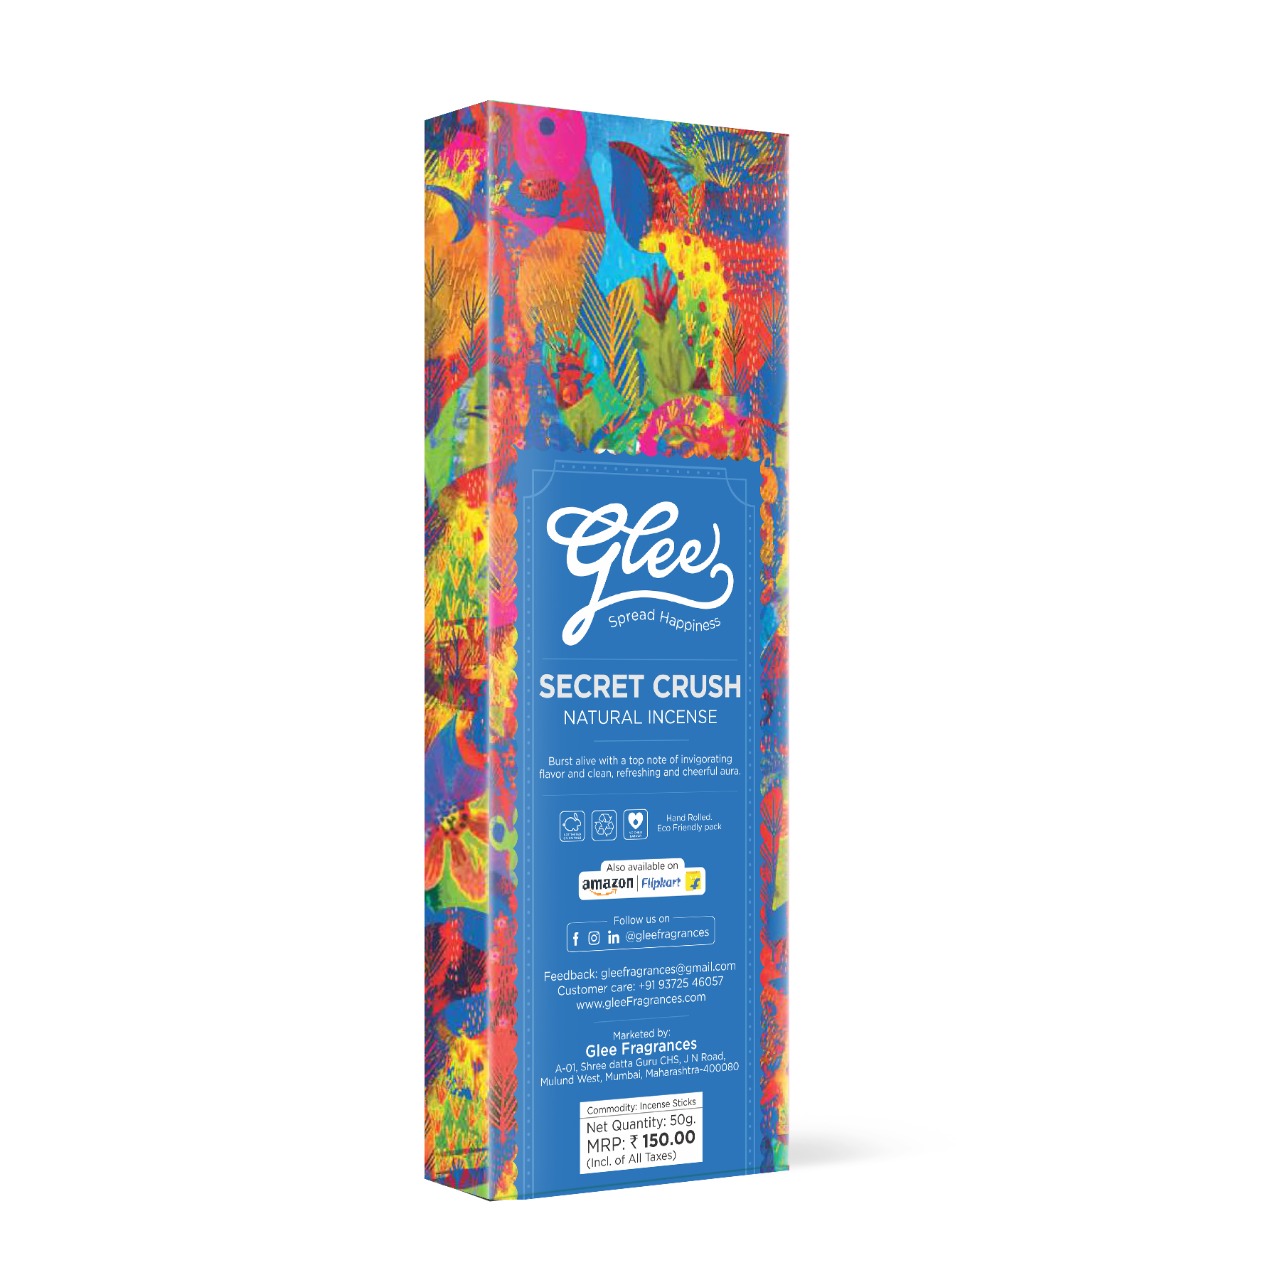 Glee
Spread Happiness
SECRET CRUSH
NATURAL INCENSE
Burst alive with a top note of invigorating
flavor and clean, refreshing and cheerful aura.
Hand Rolled.
Eco Friendly pack
Also available on
amazon | Flipkart
Follow us on
f in @gleefragrances
Feedback: gleefragrances@gmail.com
Customer care: +91 93725 46057
www.gleeFragrances.com
Marketed by:
Glee Fragrances
A-01, Shree datta Guru CHS, J N Road,
Mulund West, Mumbai, Maharashtra-400080
Commodity: Incense Sticks
Net Quantity: 50g.
MRP: ₹ 150.00
(Incl. of All Taxes)